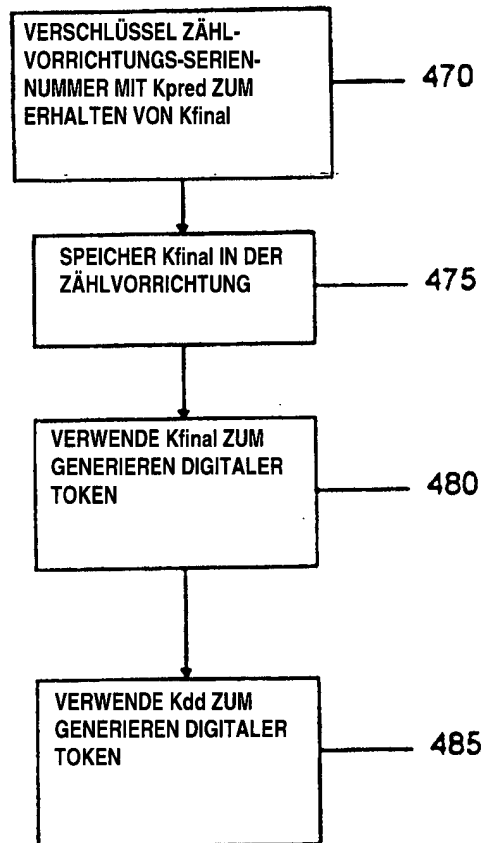 VERSCHLÜSSEL ZÄHL-
VORRICHTUNGS-SERIEN-
NUMMER MIT Kpred ZUM
ERHALTEN VON Kfinal
470
SPEICHER Kfinal IN DER
ZÄHLVORRICHTUNG
475
VERWENDE Kfinal ZUM
GENERIEREN DIGITALER
TOKEN
480
VERWENDE Kdd ZUM
GENERIEREN DIGITALER
TOKEN
485